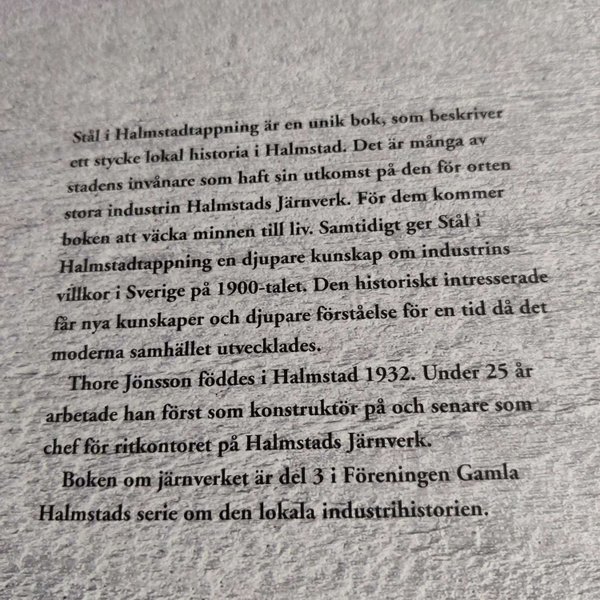 Stål i Halmstadtappning är en unik bok, som beskriver
ett stycke lokal historia i Halmstad. Det är många av
stadens invånare som haft sin utkomst på den för orten
stora industrin Halmstads Järnverk. För dem kommer
boken att väcka minnen till liv. Samtidigt ger Stål i
Halmstadtappning en djupare kunskap om industrins
villkor i Sverige på 1900-talet. Den historiskt intresserade
får nya kunskaper och djupare förståelse för en tid då det
moderna samhället utvecklades.
Thore Jönsson föddes i Halmstad 1932. Under 25 år
arbetade han först som konstruktör på och senare som
chef för ritkontoret på Halmstads Järnverk.
Boken om järnverket är del 3 i Föreningen Gamla
Halmstads serie om den lokala industrihistorien.